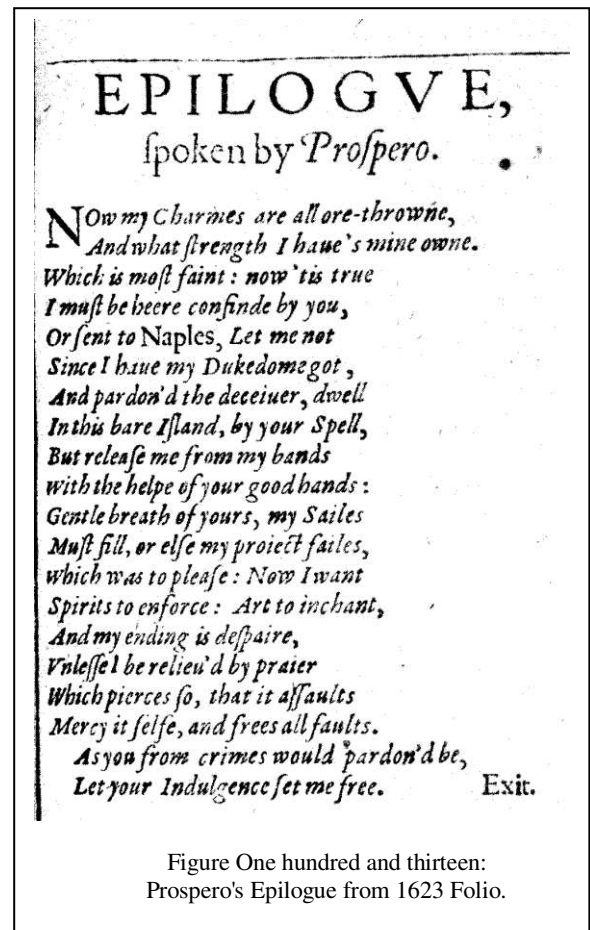 EPILOGVE,
ſpoken by Proſpero.
NOw my Charmes are all ore-throwne,
And what ſtrength I haue's mine owne.
Which is moſt faint : now 'tis true
I muſt be heere confinde by you,
Or ſent to Naples, Let me not
Since I haue my Dukedome got ,
And pardon'd the deceiuer, dwell
In this bare Iſland, by your Spell,
But releaſe me from my bands
With the helpe of your good hands :
Gentle breath of yours, my Sailes
Muſt fill, or elſe my proiect failes,
Which was to pleaſe : Now I want
Spirits to enforce : Art to inchant,
And my ending is deſpaire,
Vnleſſe I be relieu'd by praier
Which pierces ſo, that it aſſaults
Mercy it ſelfe, and frees all faults.
As you from crimes would pardon'd be,
Let your Indulgence ſet me free. Exit.
Figure One hundred and thirteen:
Prospero's Epilogue from 1623 Folio.